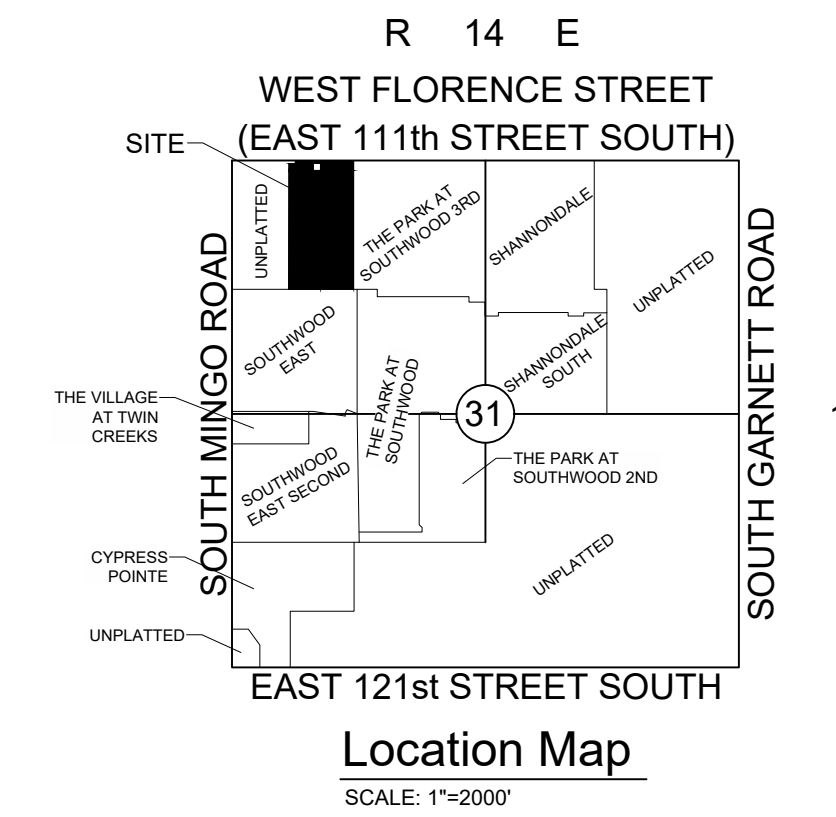 R 14 E
WEST FLORENCE STREET
(EAST 111th STREET SOUTH)
SITE
UNPLATTED
THE PARK AT
SOUTHWOOD 3RD
SHANNONDALE
UNPLATTED
SOUTH MINGO ROAD
SOUTH GARNETT ROAD
SOUTHWOOD
EAST
THE PARK AT
SOUTHWOOD
SHANNONDALE
SOUTH
THE VILLAGE
AT TWIN
CREEKS
31
SOUTHWOOD
EAST SECOND
THE PARK AT
SOUTHWOOD 2ND
CYPRESS
POINTE
UNPLATTED
UNPLATTED
EAST 121st STREET SOUTH
Location Map
SCALE: 1"=2000'